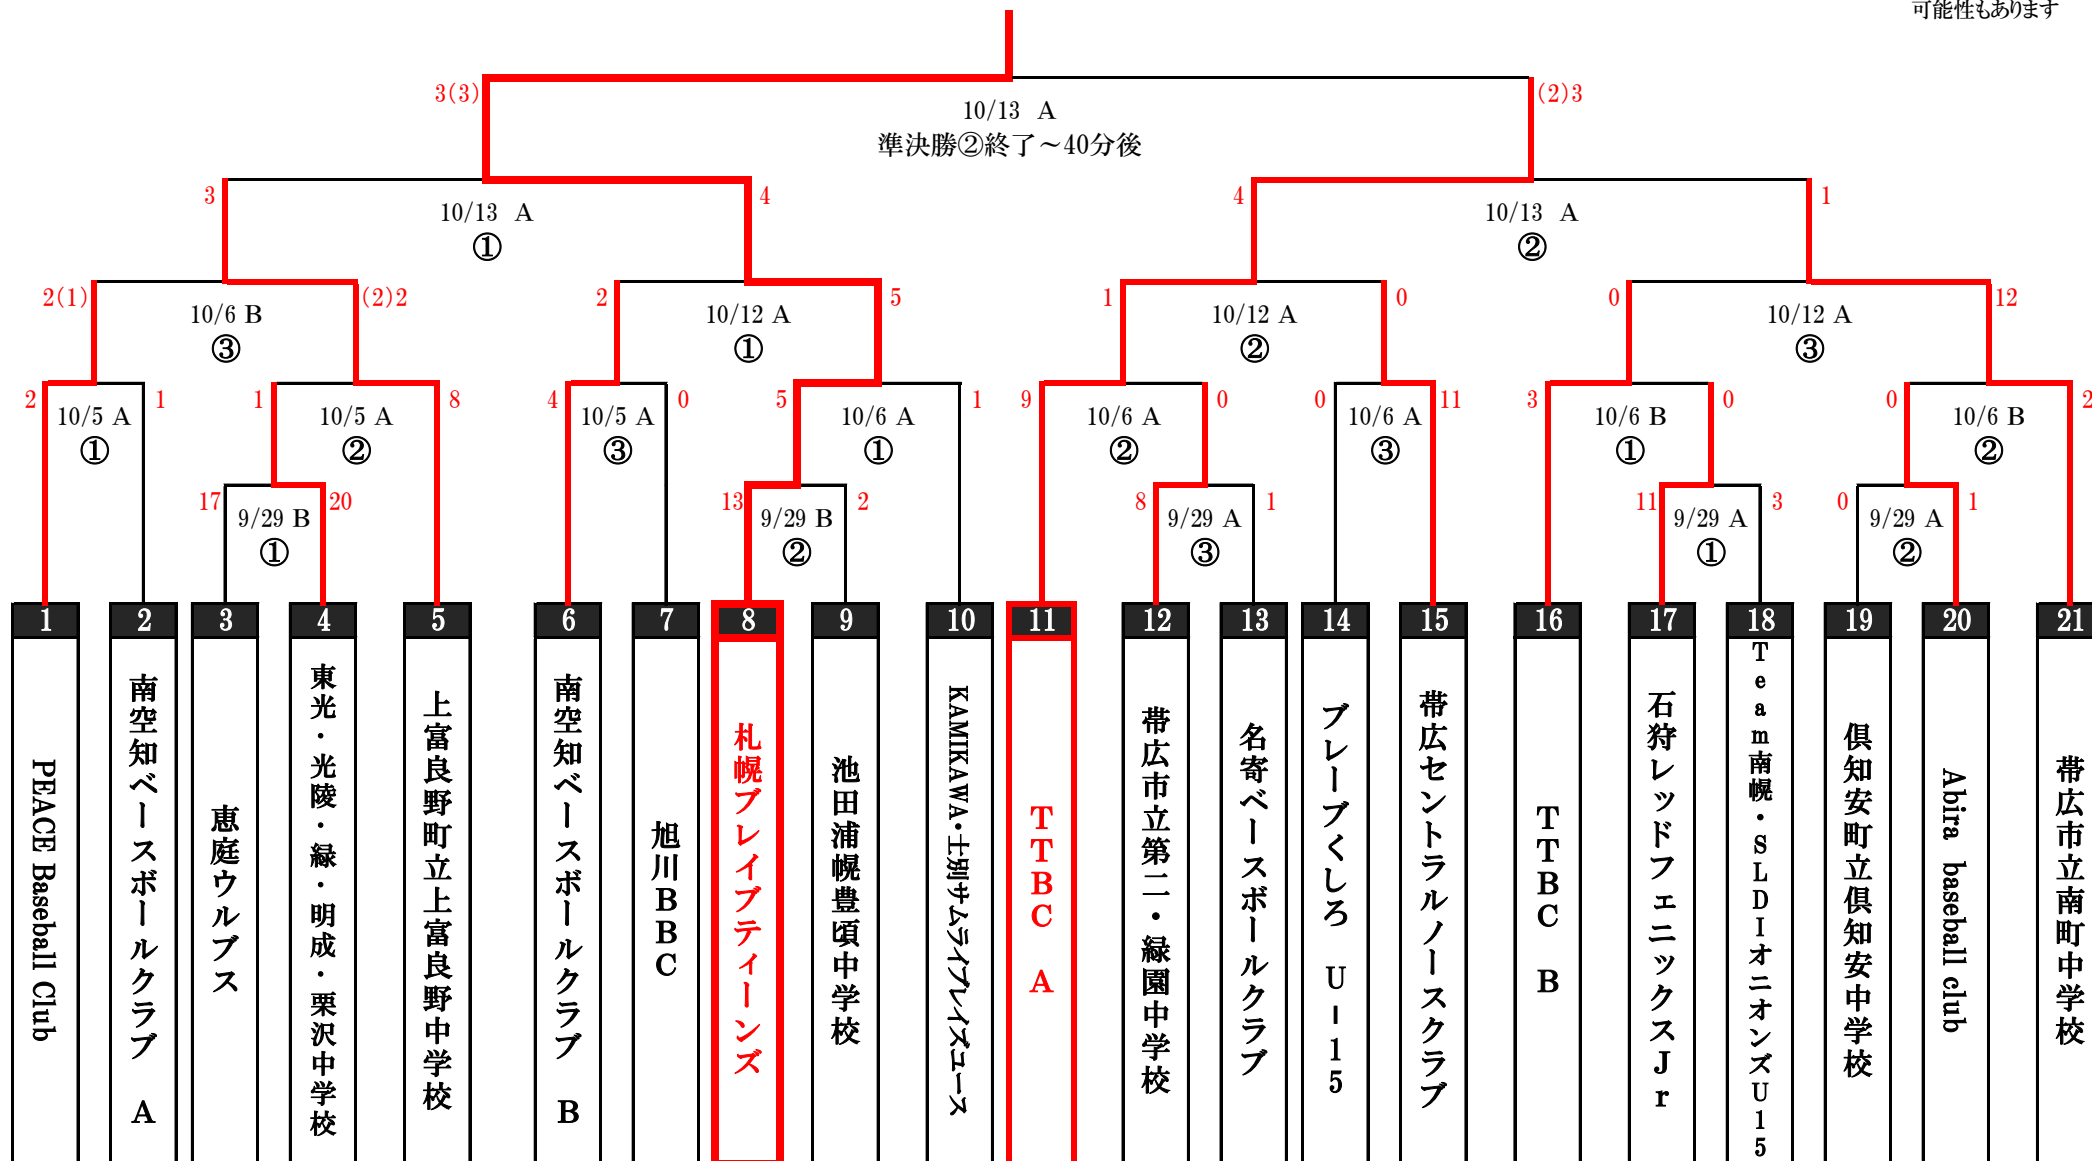 可能性もあります
3(3)
(2)3
10/13 A
準決勝②終了～40分後
3
4
4
1
10/13 A
①
10/13 A
②
2(1)
(2)2
2
5
1
0
0
12
10/6 B
③
10/12 A
①
10/12 A
②
10/12 A
③
2
1
1
8
4
0
5
1
9
0
0
11
3
0
0
2
10/5 A
①
10/5 A
②
10/5 A
③
10/6 A
①
10/6 A
②
10/6 A
③
10/6 B
①
10/6 B
②
17
20
13
2
8
1
11
3
0
1
9/29 B
①
9/29 B
②
9/29 A
③
9/29 A
①
9/29 A
②
1
2
3
4
5
6
7
8
9
10
11
12
13
14
15
16
17
18
19
20
21
PEACE Baseball Club
南空知ベースボールクラブ A
恵庭ウルブス
東光・光陵・緑・明成・栗沢中学校
上富良野町立上富良野中学校
南空知ベースボールクラブ B
旭川BBC
札幌ブレイブティーンズ
池田浦幌豊頃中学校
KAMIKAWA・士別サムライブレイズユース
TTBC A
帯広市立第二・緑園中学校
名寄ベースボールクラブ
ブレーブくしろ U-15
帯広セントラルノースクラブ
TTBC B
石狩レッドフェニックスJr
Team南幌・SLDIオニオンズU15
倶知安町立倶知安中学校
Abira baseball club
帯広市立南町中学校